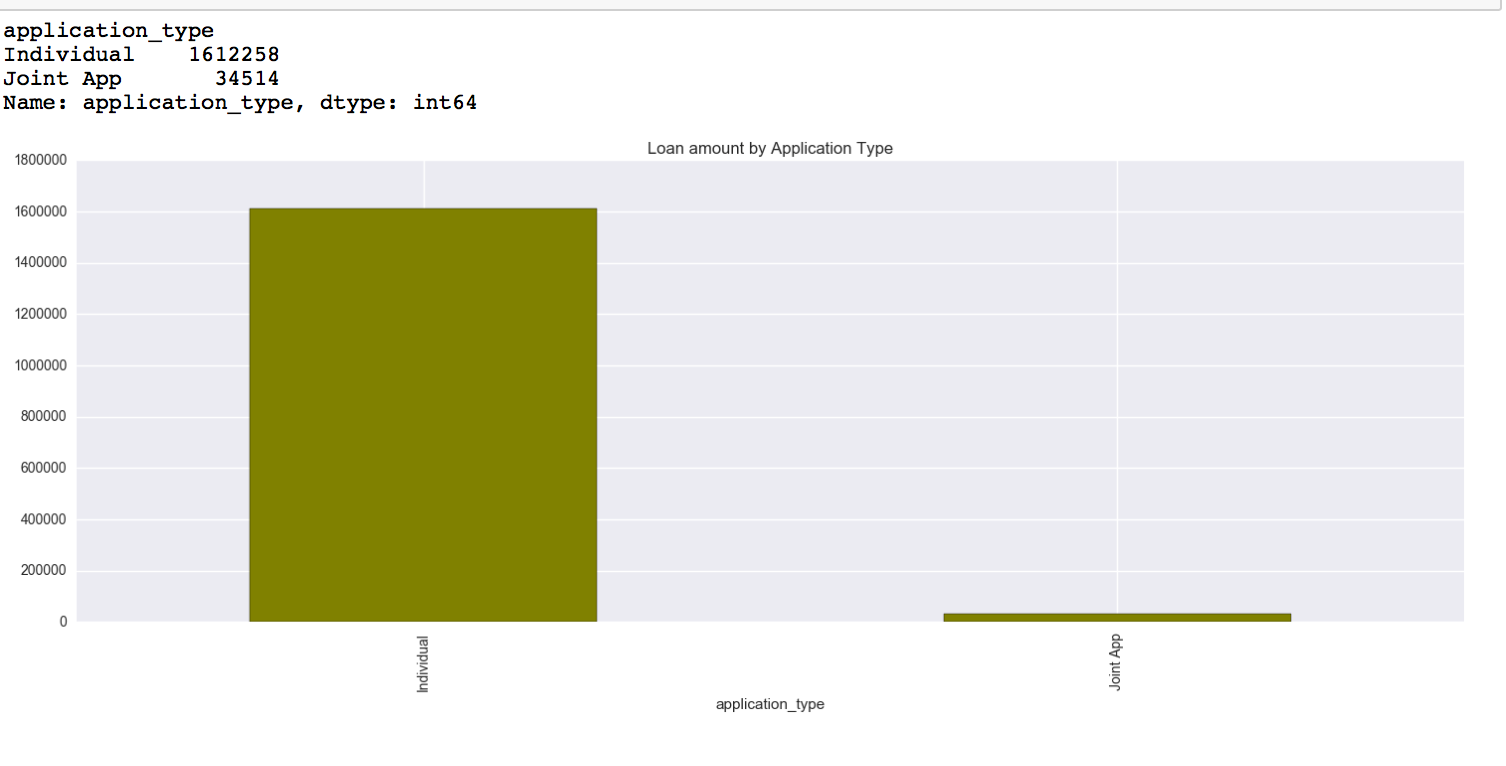 application_type
Individual    1612258
Joint App       34514
Name: application_type, dtype: int64
Loan amount by Application Type
1800000
1600000
1400000
1200000
1000000
800000
600000
400000
200000
0
Individual
Joint App
application_type